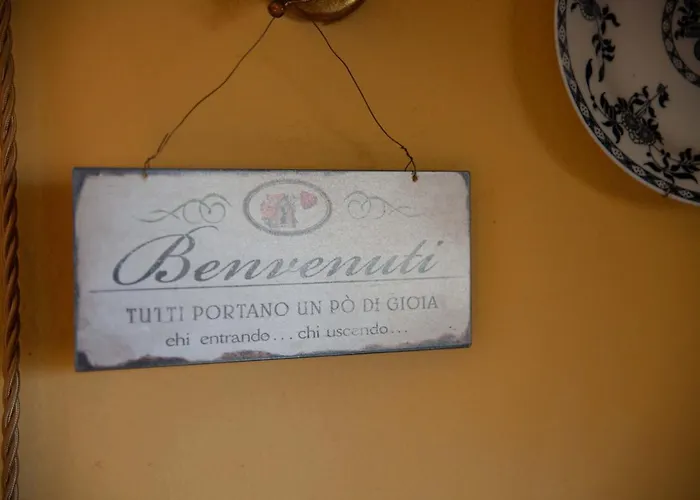 Benvenuti
TUTTI PORTANO UN PÒ DI GIOIA
chi entrando...chi uscendo...